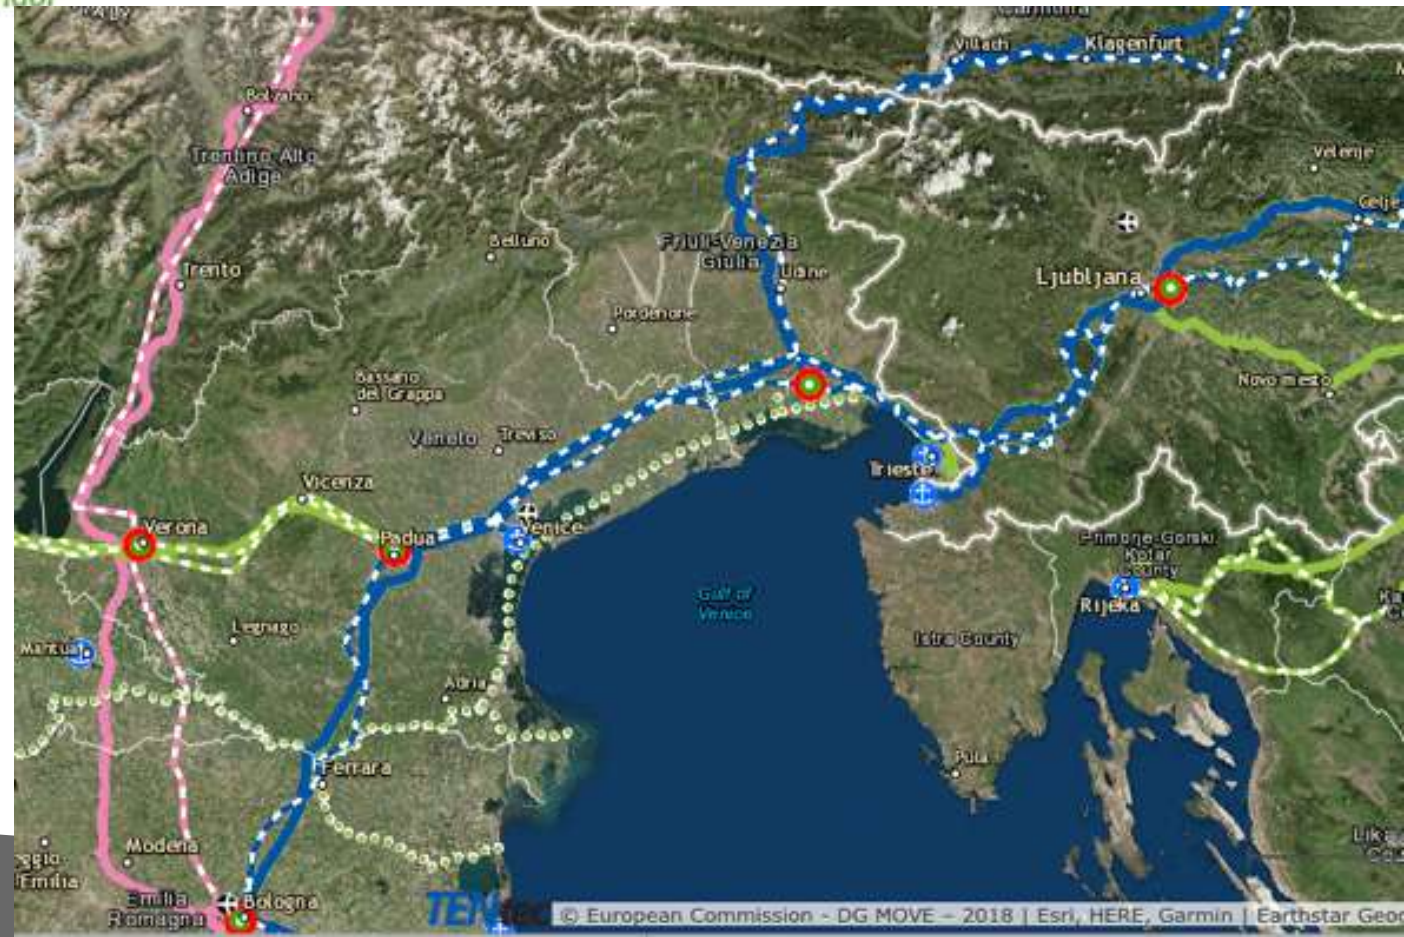 Villach
Klagenfurt
Bolzano
Trentino-Alto
Adige
Velenje
Celje
Belluno
Friuli-Venezia
Giulia
Trento
Udine
Ljubljana
Pordenone
Bassano
del Grappa
Novo mesto
Veneto
Treviso
Trieste
Vicenza
Verona
Padua
Venice
Primorje-Gorski
Kotar
County
Gulf of
Venice
Rijeka
Legnago
Istra County
Mantua
Adria
Pula
Ferrara
Modena
Emilia
Romagna
Bologna
TEN
© European Commission - DG MOVE – 2018 | Esri, HERE, Garmin | Earthstar Geog